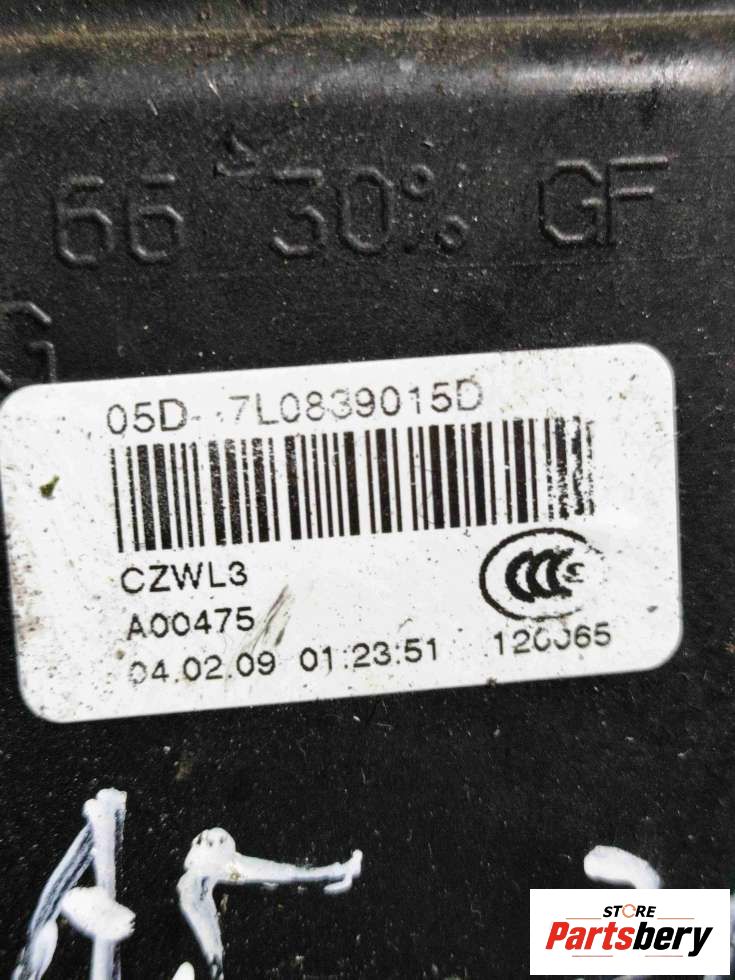 66 30% GF
G
05D 7L0839015D
CZWL3
A00475
04.02.09 01:23:51
STORE
Partsbery